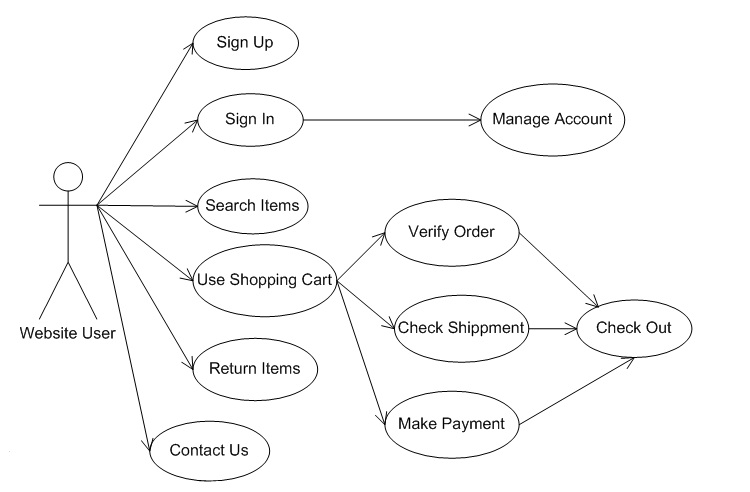 Sign Up
Sign In
Manage Account
Search Items
Verify Order
Use Shopping Cart
Check Shippment
Check Out
Website User
Return Items
Make Payment
Contact Us